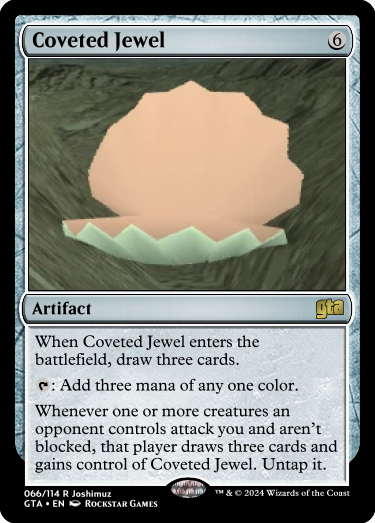 Coveted Jewel 6
Artifact gta
When Coveted Jewel enters the
battlefield, draw three cards.
: Add three mana of any one color.
Whenever one or more creatures an
opponent controls attack you and aren't
blocked, that player draws three cards and
gains control of Coveted Jewel. Untap it.
066/114 R Joshimuz
GTA • EN Rockstar Games
™ & © 2024 Wizards of the Coast